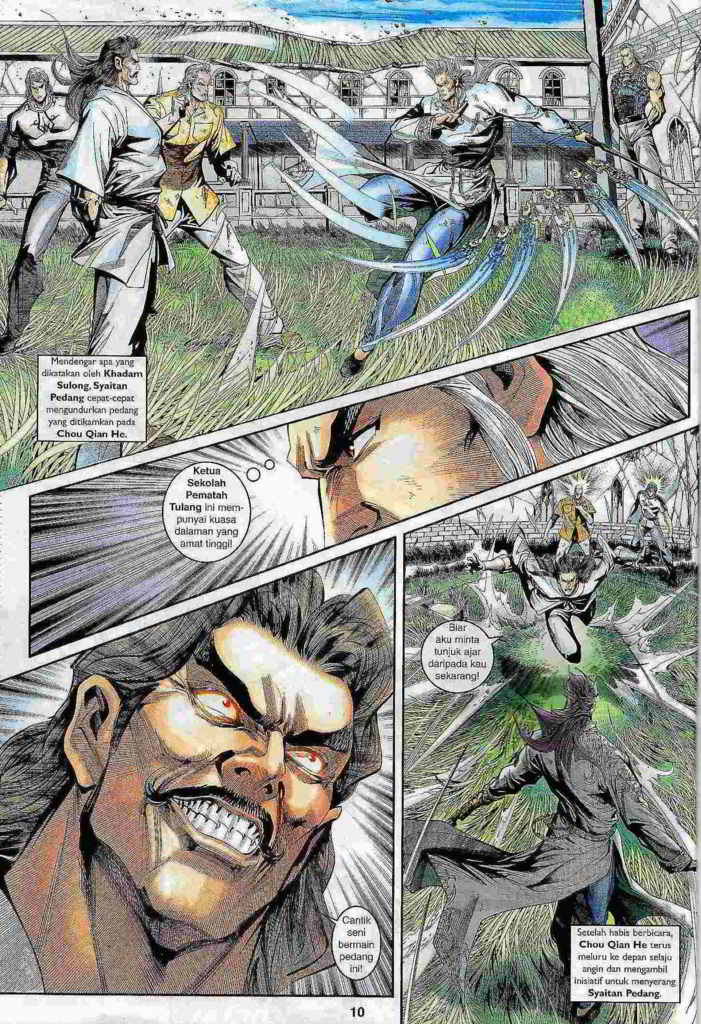 Mendengar apa yang
dikatakan oleh Khadam
Sulong, Syaitan
Pedang cepat-cepat
mengundurkan pedang
yang ditikamkan pada
Chou Qian He.
Ketua
Sekolah
Pematah
Tulang ini mem-
punyai kuasa
dalaman yang
amat tinggi!
Cantik
seni
bermain
pedang
ini!
Biar
aku minta
tunjuk ajar
daripada kau
sekarang!
Setelah habis berbicara,
Chou Qian He terus
meluru ke depan selaju
angin dan mengambil
inisiatif untuk menyerang
Syaitan Pedang.
10